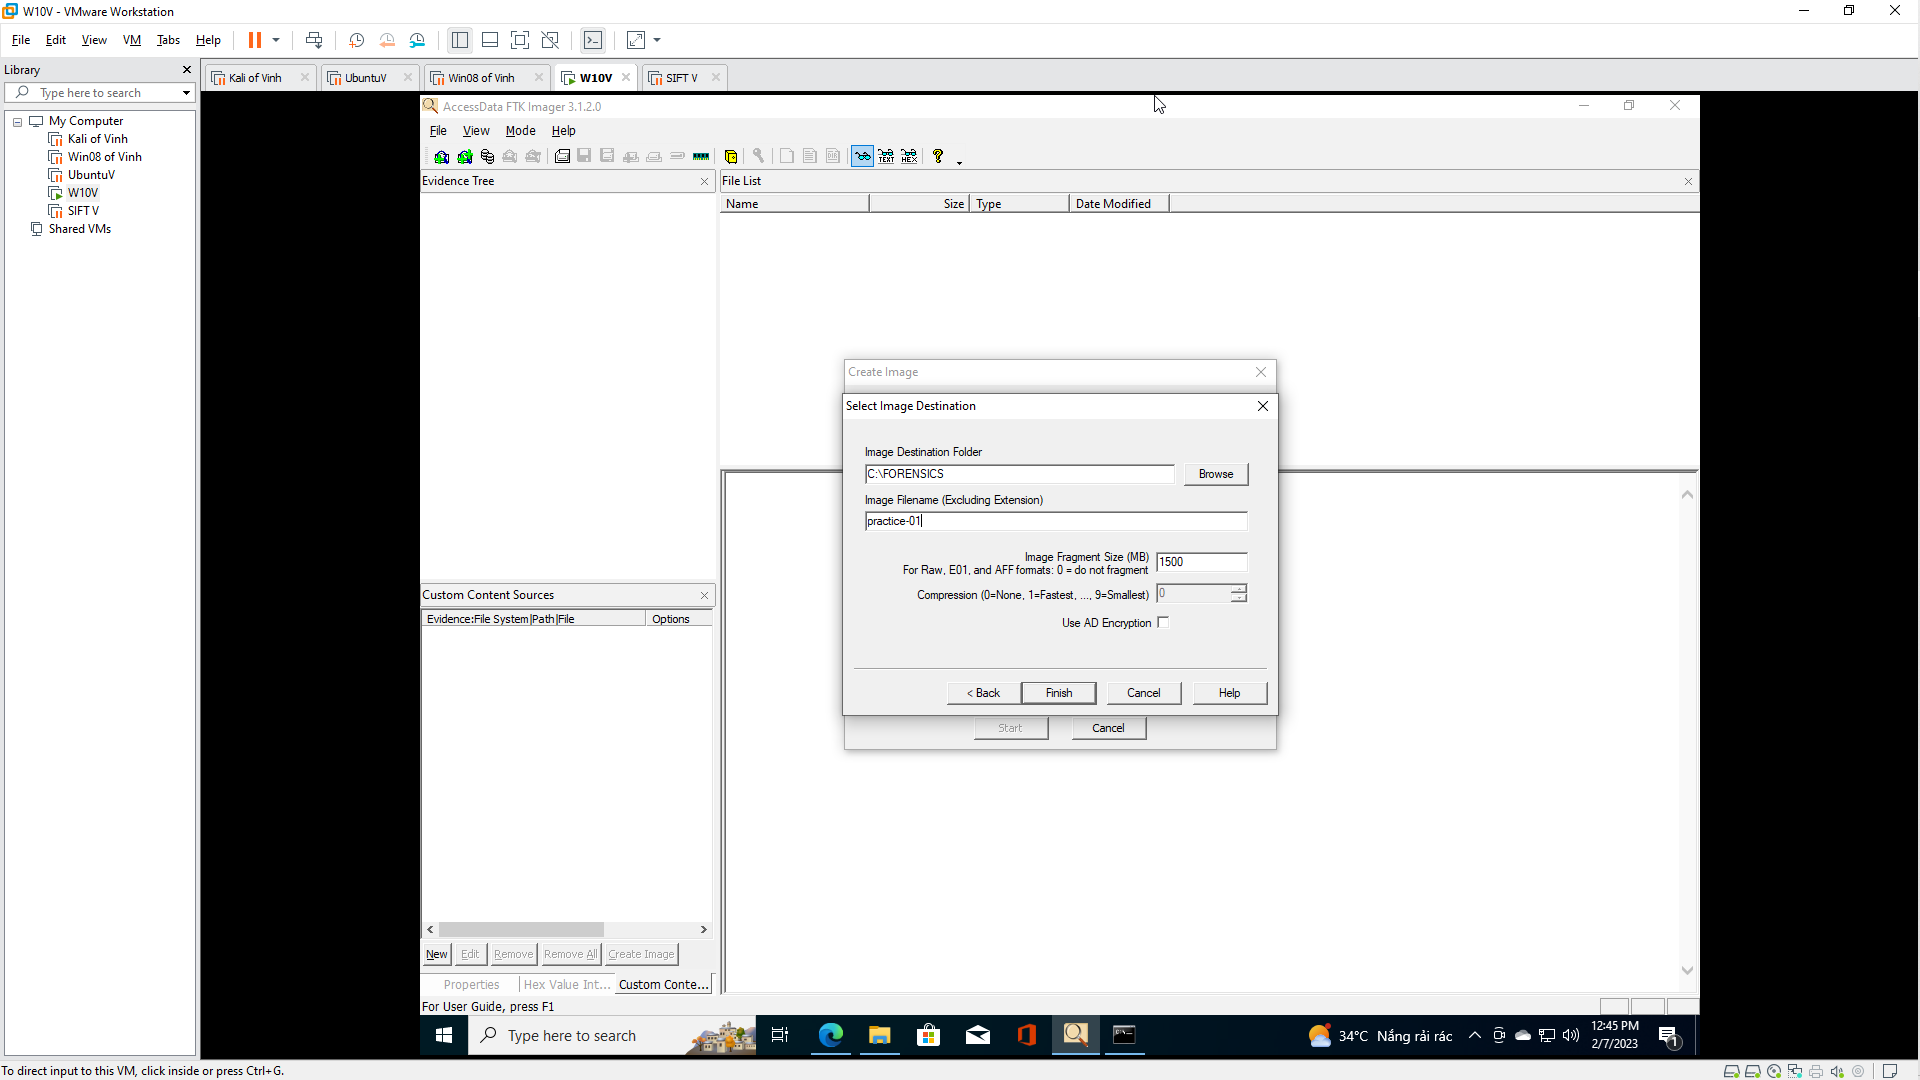 W10V - VMware Workstation
File Edit View VM Tabs Help
Library
Type here to search
My Computer
Kali of Vinh
Win08 of Vinh
UbuntuV
W10V
SIFT V
Shared VMs
Kali of Vinh UbuntuV Win08 of Vinh W10V SIFT V
AccessData FTK Imager 3.1.2.0
File View Mode Help
TEXT HEX
Evidence Tree
File List
Name Size Type Date Modified
Create Image
Select Image Destination
Image Destination Folder
C:\FORENSICS
Browse
Image Filename (Excluding Extension)
practice-01
Image Fragment Size (MB)
1500
For Raw, E01, and AFF formats: 0 = do not fragment
Compression (0=None, 1=Fastest, ..., 9=Smallest)
0
Use AD Encryption
< Back Finish Cancel Help
Start Cancel
Custom Content Sources
Evidence:File System|Path|File Options
New Edit Remove Remove All Create Image
Properties Hex Value Int... Custom Conte...
For User Guide, press F1
Type here to search
34°C Nắng rải rác
12:45 PM
2/7/2023
1
To direct input to this VM, click inside or press Ctrl+G.